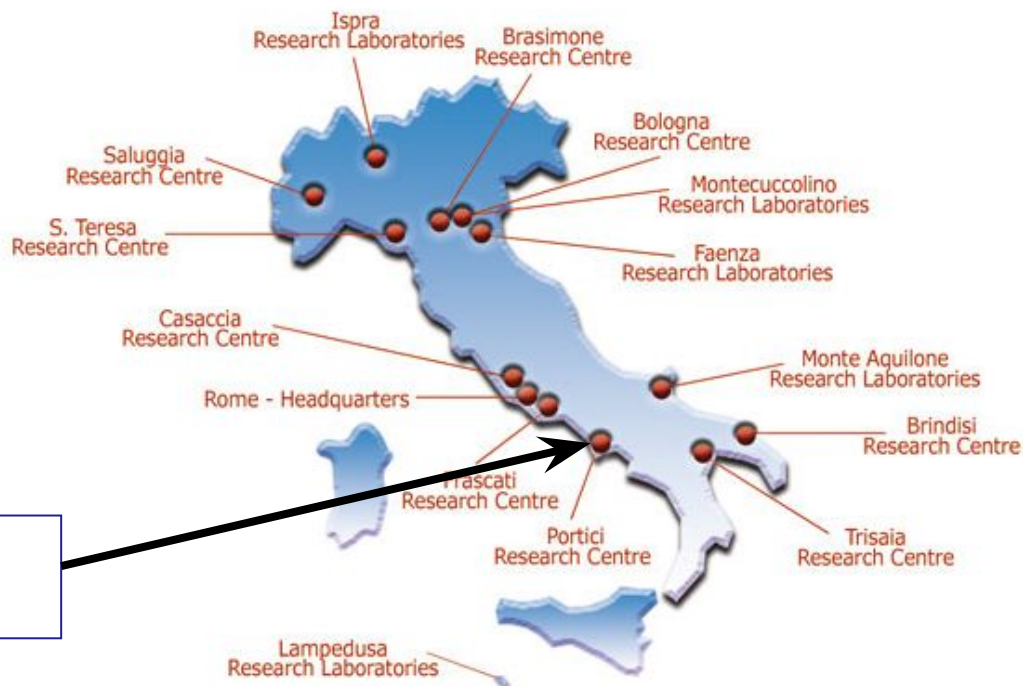 Ispra
Research Laboratories
Brasimone
Research Centre
Bologna
Research Centre
Saluggia
Research Centre
Montecuccolino
Research Laboratories
S. Teresa
Research Centre
Faenza
Research Laboratories
Casaccia
Research Centre
Monte Aquilone
Research Laboratories
Rome - Headquarters
Brindisi
Research Centre
Frascati
Research Centre
Portici
Research Centre
Trisaia
Research Centre
Lampedusa
Research Laboratories